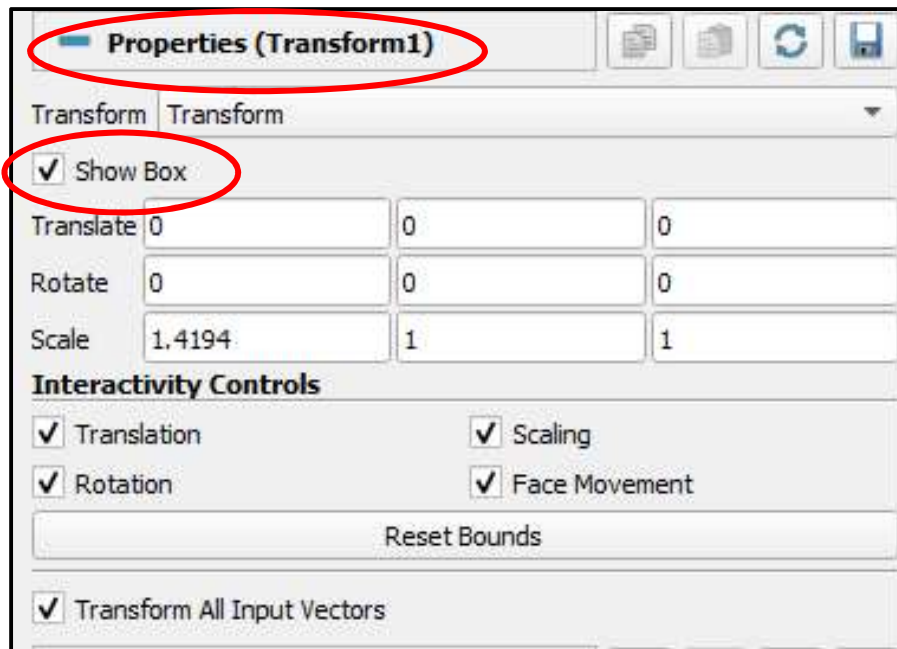 Properties (Transform1)
Transform Transform
Show Box
Translate 0 0 0
Rotate 0 0 0
Scale 1.4194 1 1
Interactivity Controls
Translation Scaling
Rotation Face Movement
Reset Bounds
Transform All Input Vectors